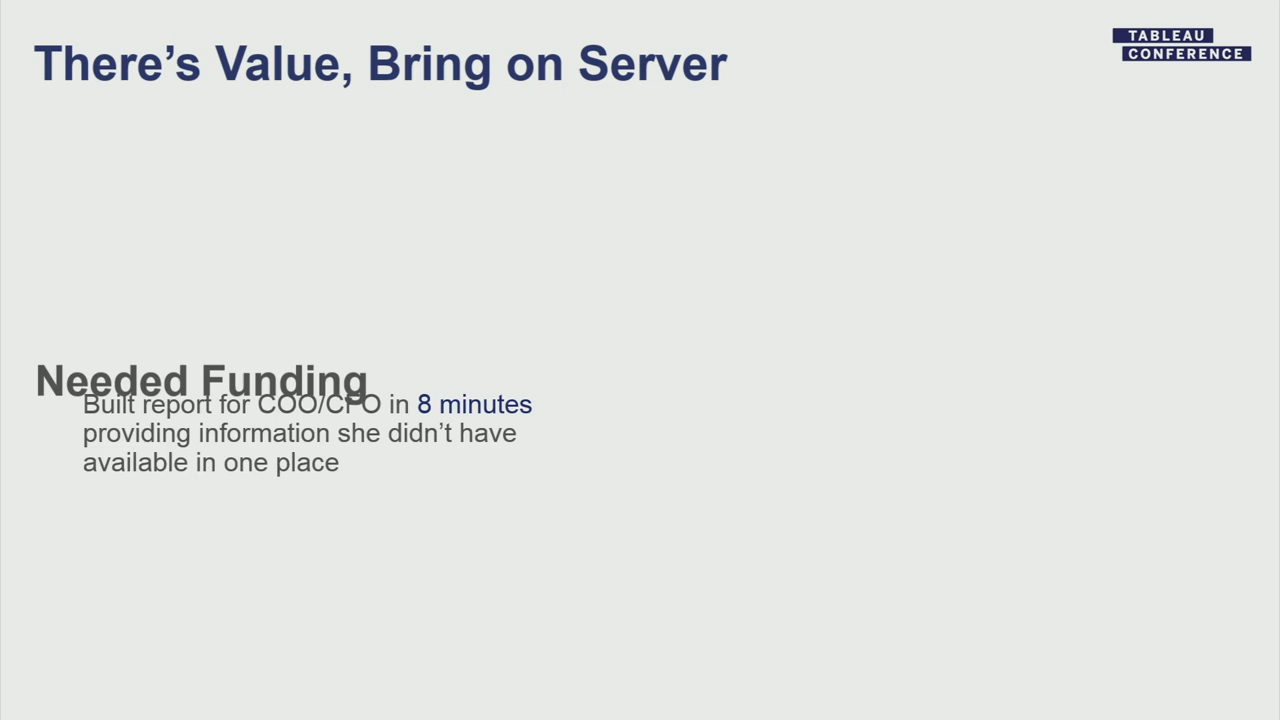 There’s Value, Bring on Server
TABLEAU
CONFERENCE
Needed Funding
Built report for COO/CFO in 8 minutes
providing information she didn’t have
available in one place